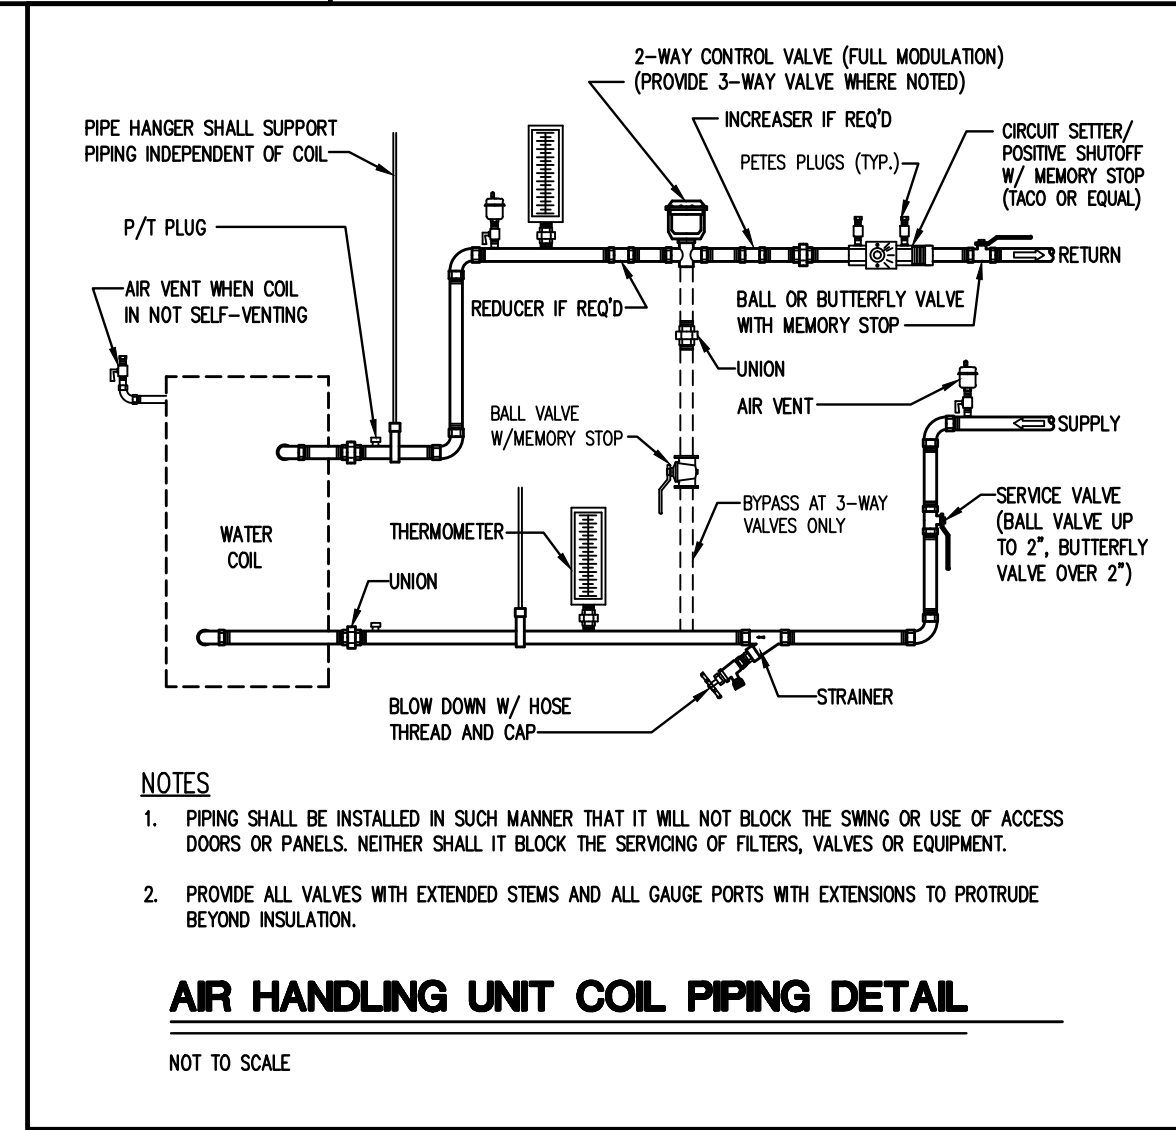 2-WAY CONTROL VALVE (FULL MODULATION)
(PROVIDE 3-WAY VALVE WHERE NOTED)
PIPE HANGER SHALL SUPPORT
PIPING INDEPENDENT OF COIL
INCREASER IF REQ'D
PETES PLUGS (TYP.)
CIRCUIT SETTER/
POSITIVE SHUTOFF
W/ MEMORY STOP
(TACO OR EQUAL)
P/T PLUG
RETURN
AIR VENT WHEN COIL
IN NOT SELF-VENTING
REDUCER IF REQ'D
BALL OR BUTTERFLY VALVE
WITH MEMORY STOP
UNION
AIR VENT
BALL VALVE
W/MEMORY STOP
SUPPLY
WATER
COIL
THERMOMETER
BYPASS AT 3-WAY
VALVES ONLY
SERVICE VALVE
(BALL VALVE UP
TO 2", BUTTERFLY
VALVE OVER 2")
UNION
STRAINER
BLOW DOWN W/ HOSE
THREAD AND CAP
NOTES
1. PIPING SHALL BE INSTALLED IN SUCH MANNER THAT IT WILL NOT BLOCK THE SWING OR USE OF ACCESS
DOORS OR PANELS. NEITHER SHALL IT BLOCK THE SERVICING OF FILTERS, VALVES OR EQUIPMENT.
2. PROVIDE ALL VALVES WITH EXTENDED STEMS AND ALL GAUGE PORTS WITH EXTENSIONS TO PROTRUDE
BEYOND INSULATION.
AIR HANDLING UNIT COIL PIPING DETAIL
NOT TO SCALE